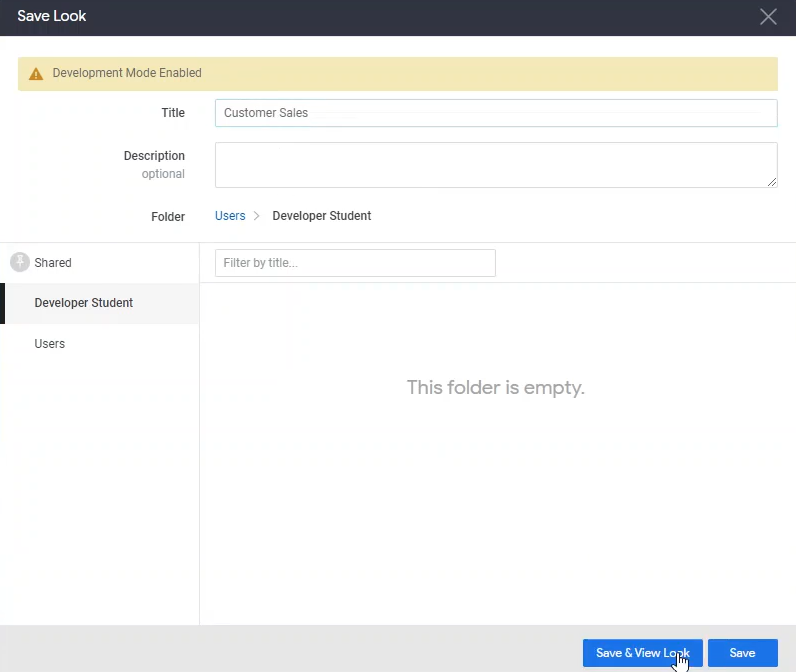 Save Look
Development Mode Enabled
Title
Customer Sales
Description
optional
Folder
Users > Developer Student
Shared
Filter by title...
Developer Student
Users
This folder is empty.
Save & View Look
Save